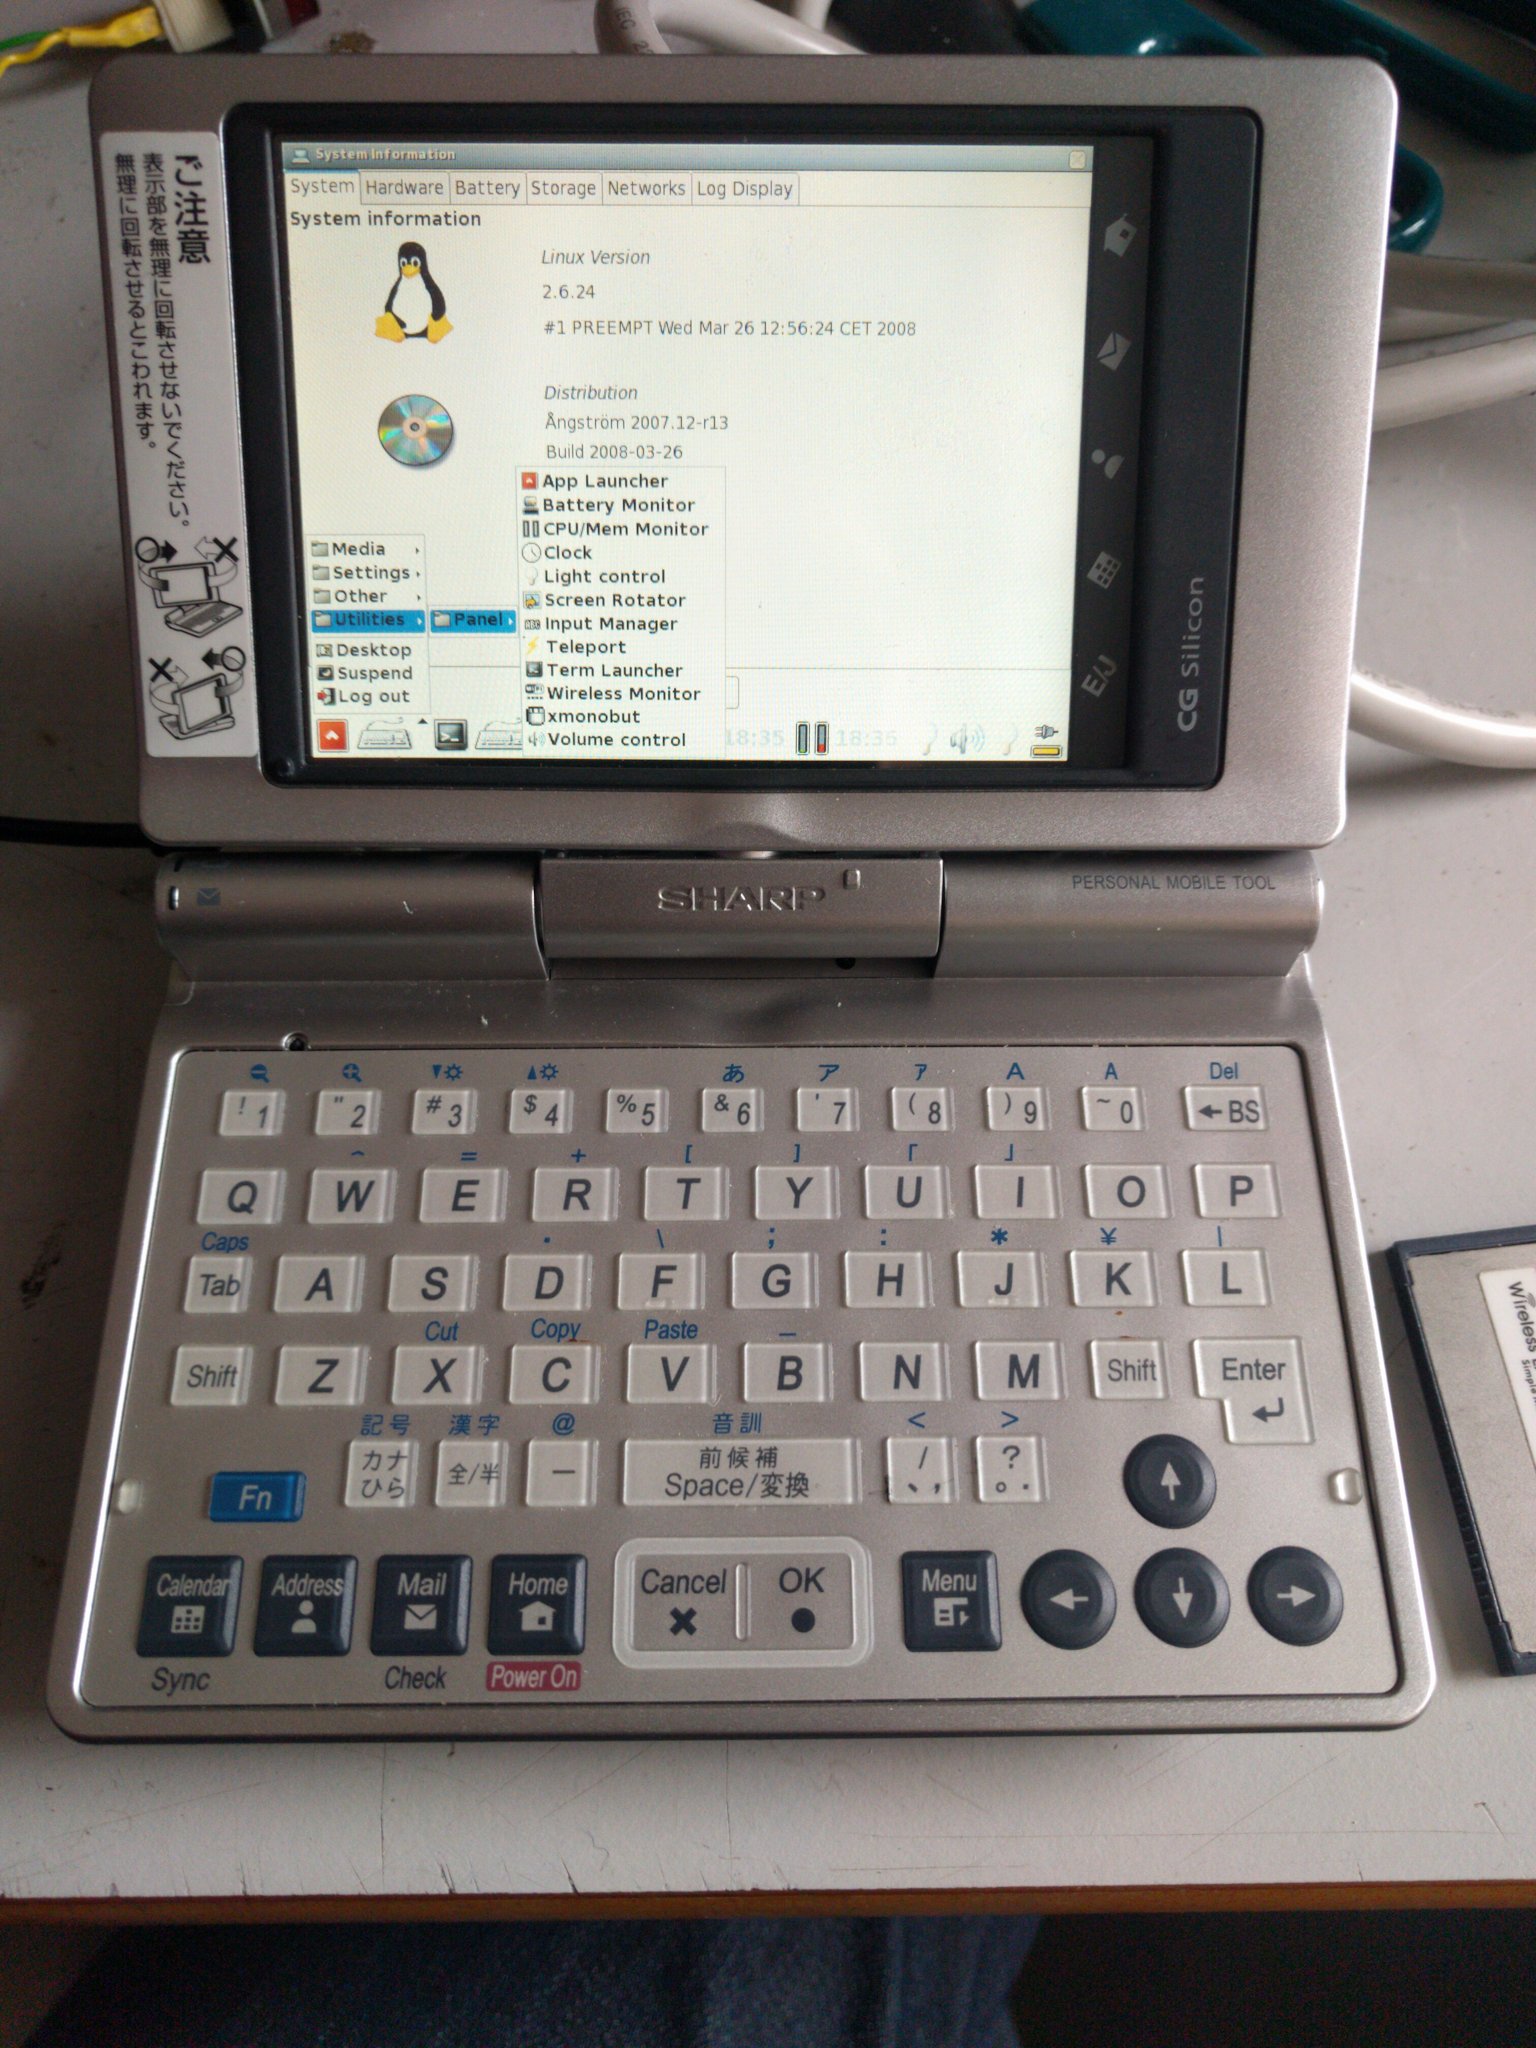 IEC
ご注意
表示部を無理に回転させないでください。
無理に回転させるとこわれます。
System Information
System Hardware Battery Storage Networks Log Display
System information
Linux Version
2.6.24
#1 PREEMPT Wed Mar 26 12:56:24 CET 2008
Distribution
Ångström 2007.12-r13
Build 2008-03-26
App Launcher
Battery Monitor
CPU/Mem Monitor
Clock
Light control
Screen Rotator
Input Manager
Teleport
Term Launcher
Wireless Monitor
xmonobut
Volume control
Media
Settings
Other
Utilities
Panel
Desktop
Suspend
Log out
18:35 18:35
E/J
CG Silicon
SHARP
PERSONAL MOBILE TOOL
あ ア ァ A A Del
! 1 " 2 # 3 $ 4 % 5 & 6 ' 7 ( 8 ) 9 ~ 0 ← BS
^ = + [ ] 「 」
Q W E R T Y U I O P
Caps · \ ; : * ¥ |
Tab A S D F G H J K L
Cut Copy Paste _
Shift Z X C V B N M Shift Enter
記号 漢字 @ 音訓 < >
カナ ひら 全/半 ー 前候補 Space/変換 / 、, ? 。.
Fn
Calendar Address Mail Home Cancel OK Menu
Sync Check Power On
Wireless